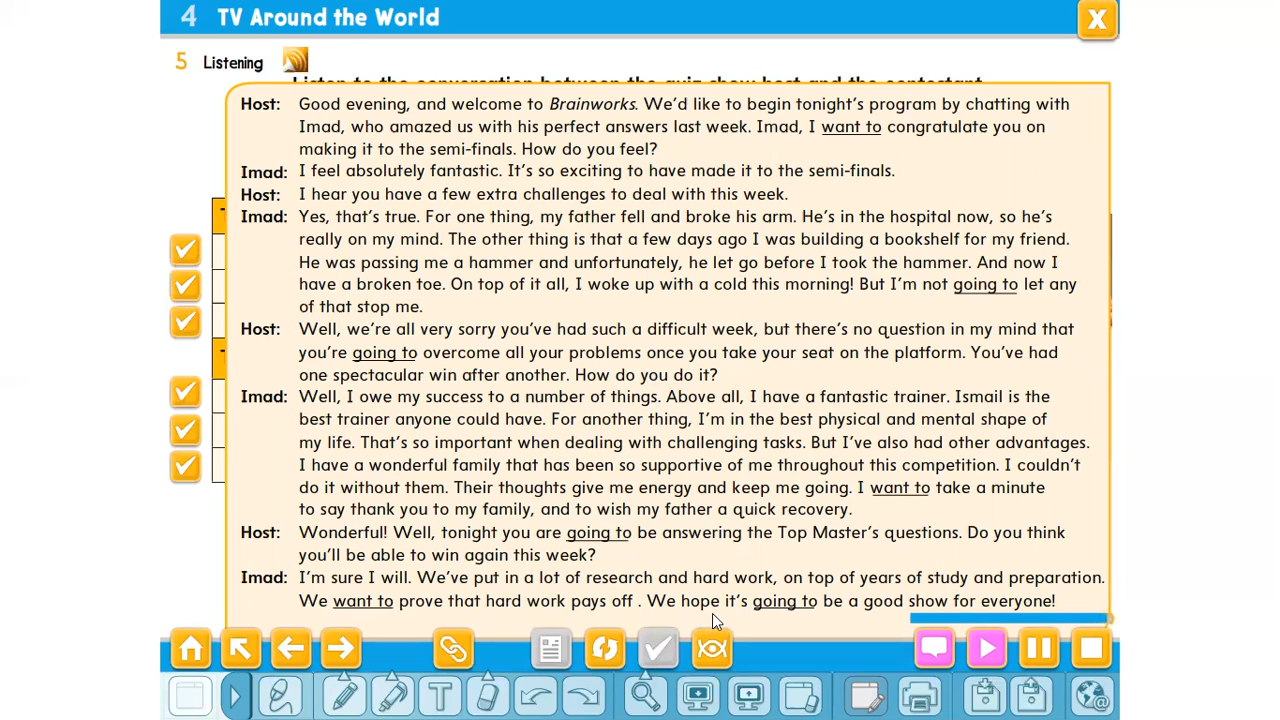 4 TV Around the World
X
5 Listening
Listen to the conversation between the quiz show host and the contestant
Host: Good evening, and welcome to Brainworks. We'd like to begin tonight's program by chatting with
Imad, who amazed us with his perfect answers last week. Imad, I want to congratulate you on
making it to the semi-finals. How do you feel?
Imad: I feel absolutely fantastic. It's so exciting to have made it to the semi-finals.
Host: I hear you have a few extra challenges to deal with this week.
Imad: Yes, that's true. For one thing, my father fell and broke his arm. He's in the hospital now, so he's
really on my mind. The other thing is that a few days ago I was building a bookshelf for my friend.
He was passing me a hammer and unfortunately, he let go before I took the hammer. And now I
have a broken toe. On top of it all, I woke up with a cold this morning! But I'm not going to let any
of that stop me.
Host: Well, we're all very sorry you've had such a difficult week, but there's no question in my mind that
you're going to overcome all your problems once you take your seat on the platform. You've had
one spectacular win after another. How do you do it?
Imad: Well, I owe my success to a number of things. Above all, I have a fantastic trainer. Ismail is the
best trainer anyone could have. For another thing, I'm in the best physical and mental shape of
my life. That's so important when dealing with challenging tasks. But I've also had other advantages.
I have a wonderful family that has been so supportive of me throughout this competition. I couldn't
do it without them. Their thoughts give me energy and keep me going. I want to take a minute
to say thank you to my family, and to wish my father a quick recovery.
Host: Wonderful! Well, tonight you are going to be answering the Top Master's questions. Do you think
you'll be able to win again this week?
Imad: I'm sure I will. We've put in a lot of research and hard work, on top of years of study and preparation.
We want to prove that hard work pays off . We hope it's going to be a good show for everyone!